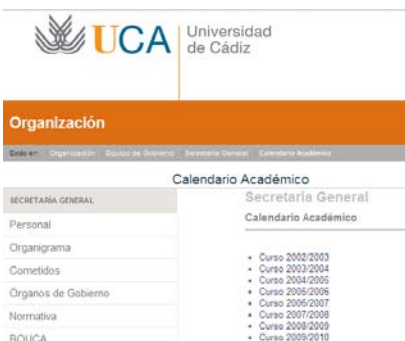 UCA Universidad de Cádiz
Organización
Estás en: Organización Equipo de Gobierno Secretaría General Calendario Académico
Calendario Académico
SECRETARÍA GENERAL
Personal
Organigrama
Cometidos
Órganos de Gobierno
Normativa
BOUCA
Secretaría General
Calendario Académico
Curso 2002/2003
Curso 2003/2004
Curso 2004/2005
Curso 2005/2006
Curso 2006/2007
Curso 2007/2008
Curso 2008/2009
Curso 2009/2010